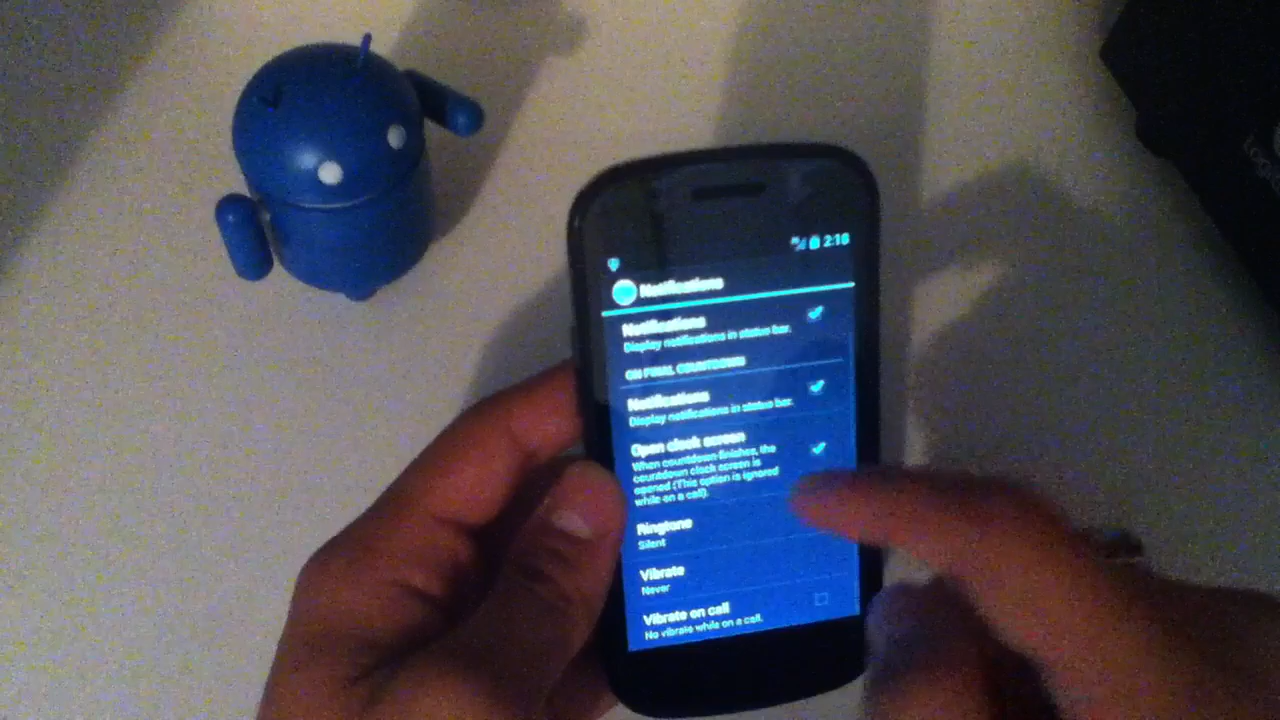 2:16
Notifications
Notifications
Display notifications in status bar.
ON FINAL COUNTDOWN
Notifications
Display notifications in status bar.
Open clock screen
When countdown finishes, the
countdown clock screen is
opened (This option is ignored
while on a call).
Ringtone
Silent
Vibrate
Never
Vibrate on call
No vibrate while on a call.